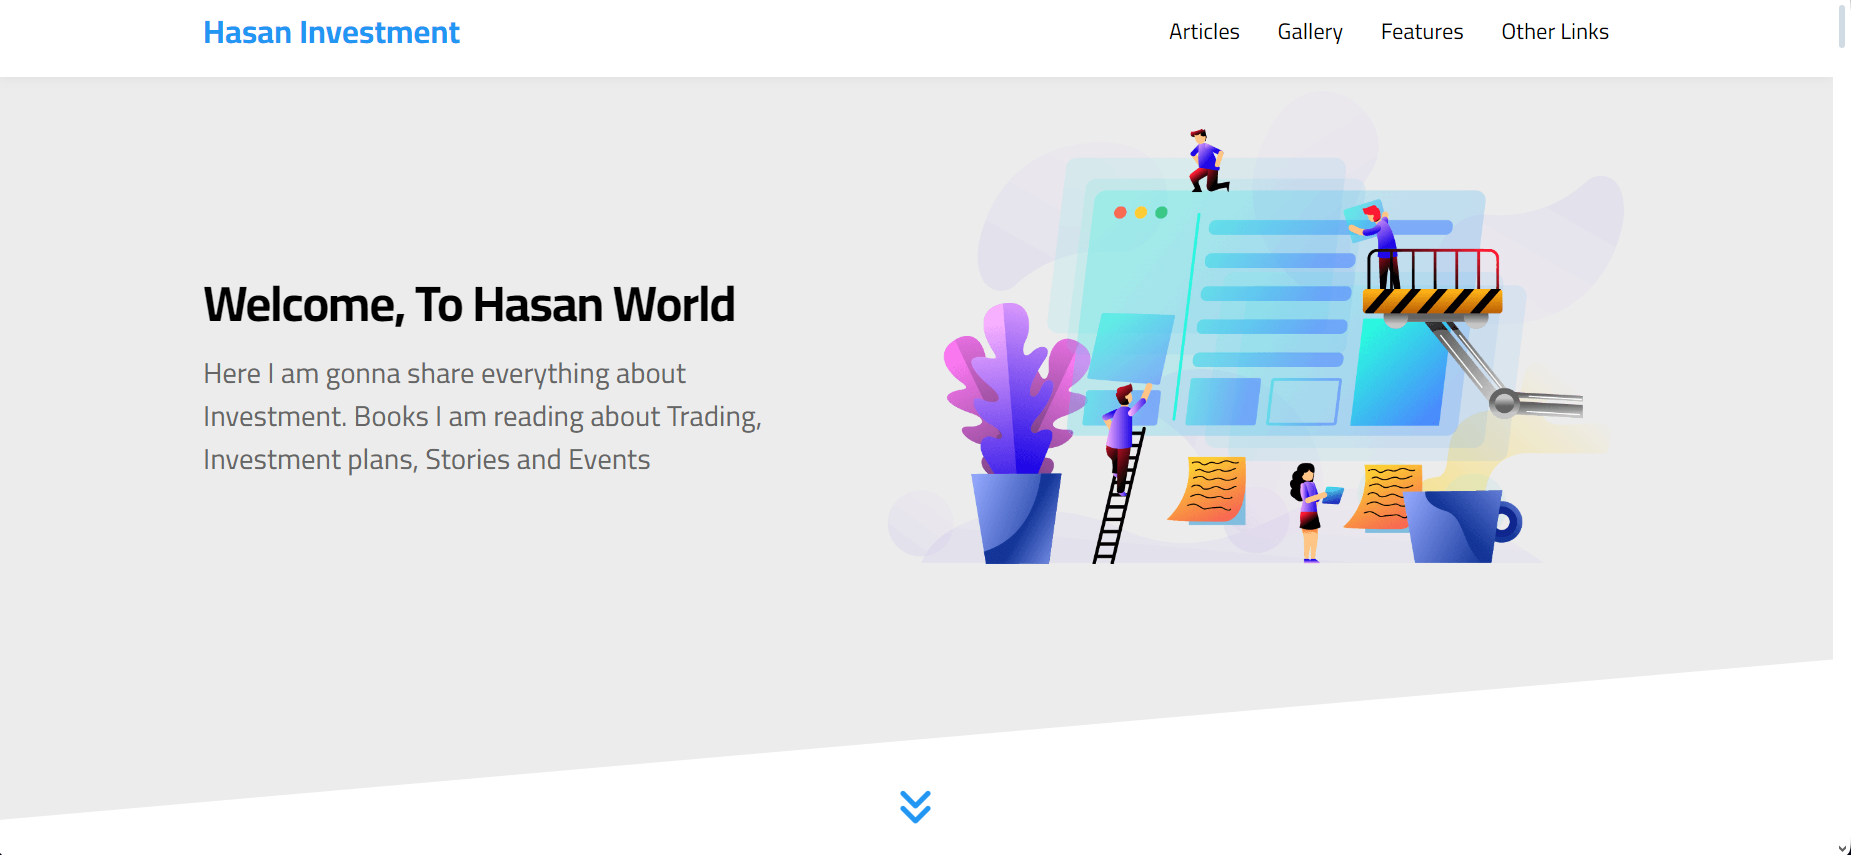 Hasan Investment
Articles Gallery Features Other Links
Welcome, To Hasan World
Here I am gonna share everything about
Investment. Books I am reading about Trading,
Investment plans, Stories and Events